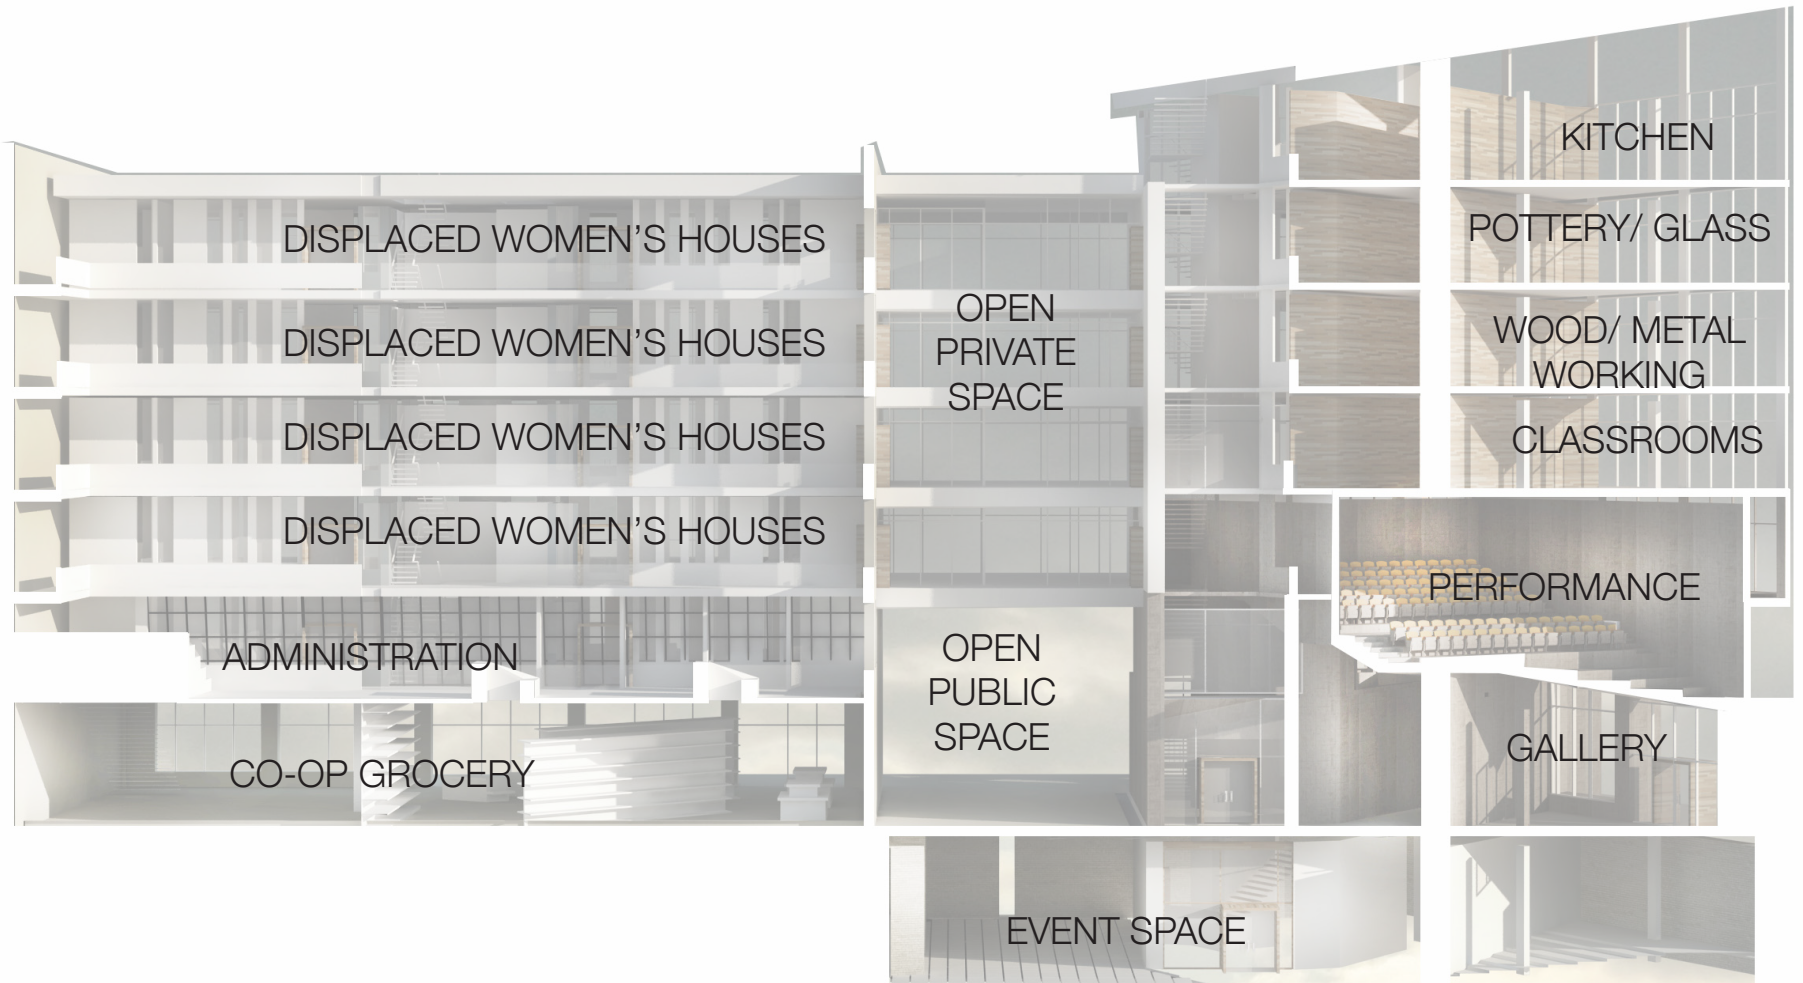 KITCHEN
POTTERY/ GLASS
DISPLACED WOMEN'S HOUSES
OPEN
PRIVATE
SPACE
WOOD/ METAL
WORKING
DISPLACED WOMEN'S HOUSES
DISPLACED WOMEN'S HOUSES
CLASSROOMS
DISPLACED WOMEN'S HOUSES
PERFORMANCE
ADMINISTRATION
OPEN
PUBLIC
SPACE
GALLERY
CO-OP GROCERY
EVENT SPACE